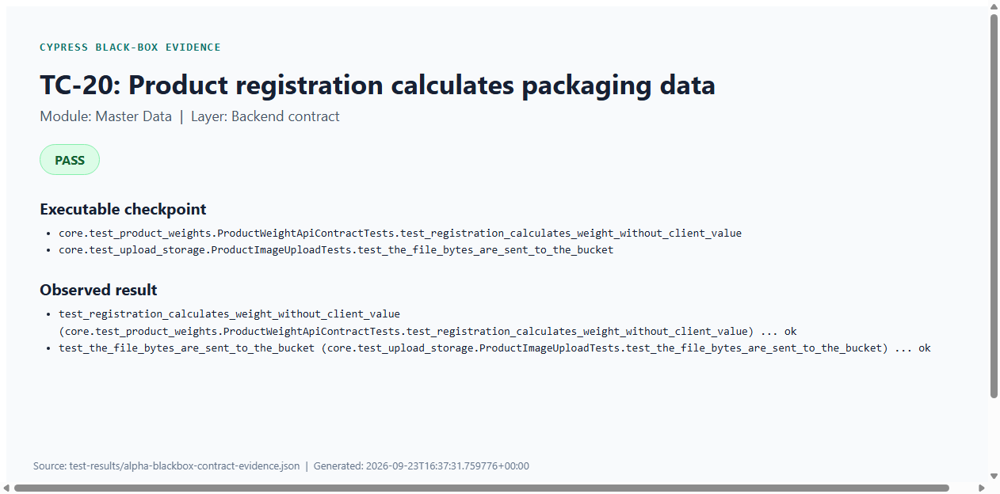 CYPRESS BLACK-BOX EVIDENCE
TC-20: Product registration calculates packaging data
Module: Master Data | Layer: Backend contract
PASS
Executable checkpoint
• core.test_product_weights.ProductWeightApiContractTests.test_registration_calculates_weight_without_client_value
• core.test_upload_storage.ProductImageUploadTests.test_the_file_bytes_are_sent_to_the_bucket
Observed result
• test_registration_calculates_weight_without_client_value
(core.test_product_weights.ProductWeightApiContractTests.test_registration_calculates_weight_without_client_value) ... ok
• test_the_file_bytes_are_sent_to_the_bucket (core.test_upload_storage.ProductImageUploadTests.test_the_file_bytes_are_sent_to_the_bucket) ... ok
Source: test-results/alpha-blackbox-contract-evidence.json | Generated: 2026-09-23T16:37:31.759776+00:00